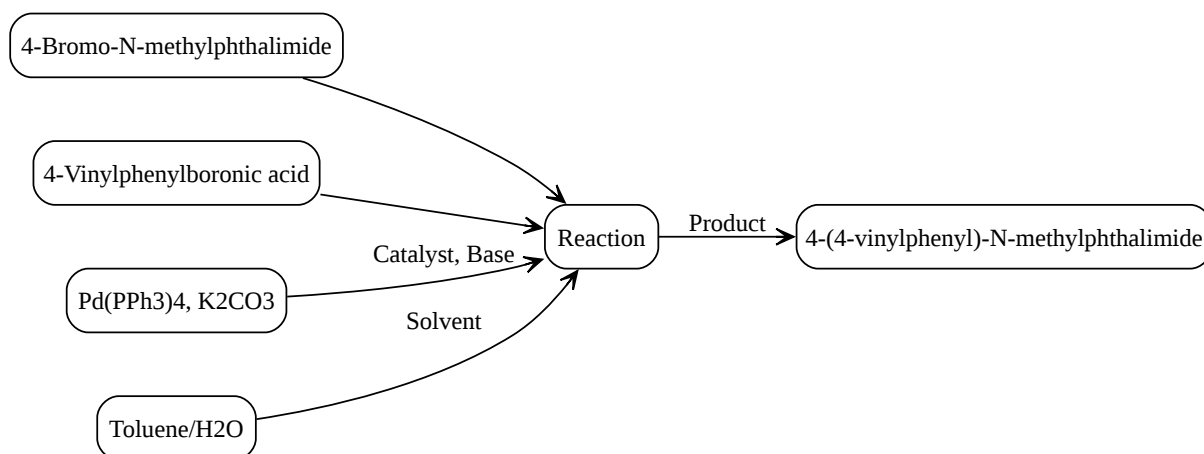 4-Bromo-N-methylphthalimide
4-Vinylphenylboronic acid
Pd(PPh3)4, K2CO3
Toluene/H2O
Catalyst, Base
Solvent
Reaction
Product
4-(4-vinylphenyl)-N-methylphthalimide